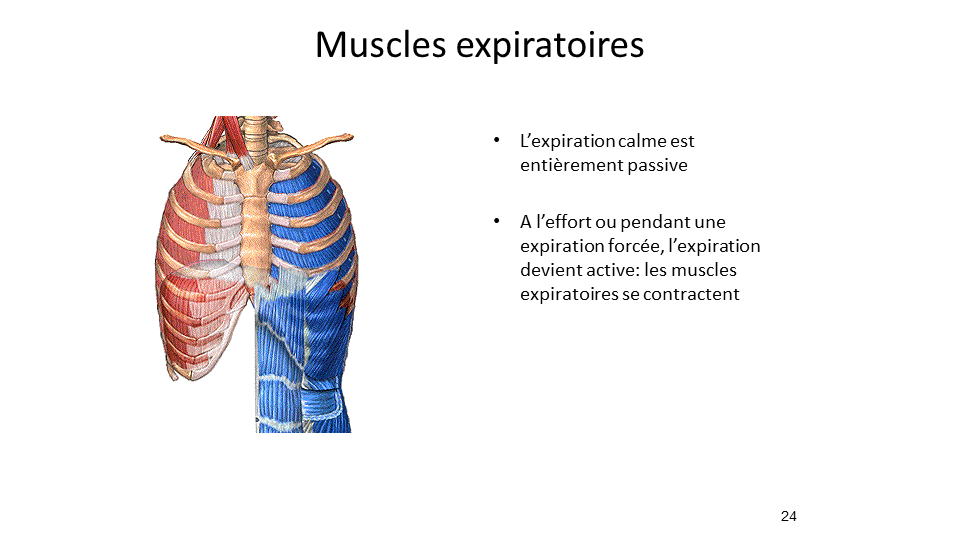 Muscles expiratoires
• L’expiration calme est
entièrement passive
• A l’effort ou pendant une
expiration forcée, l’expiration
devient active: les muscles
expiratoires se contractent
24